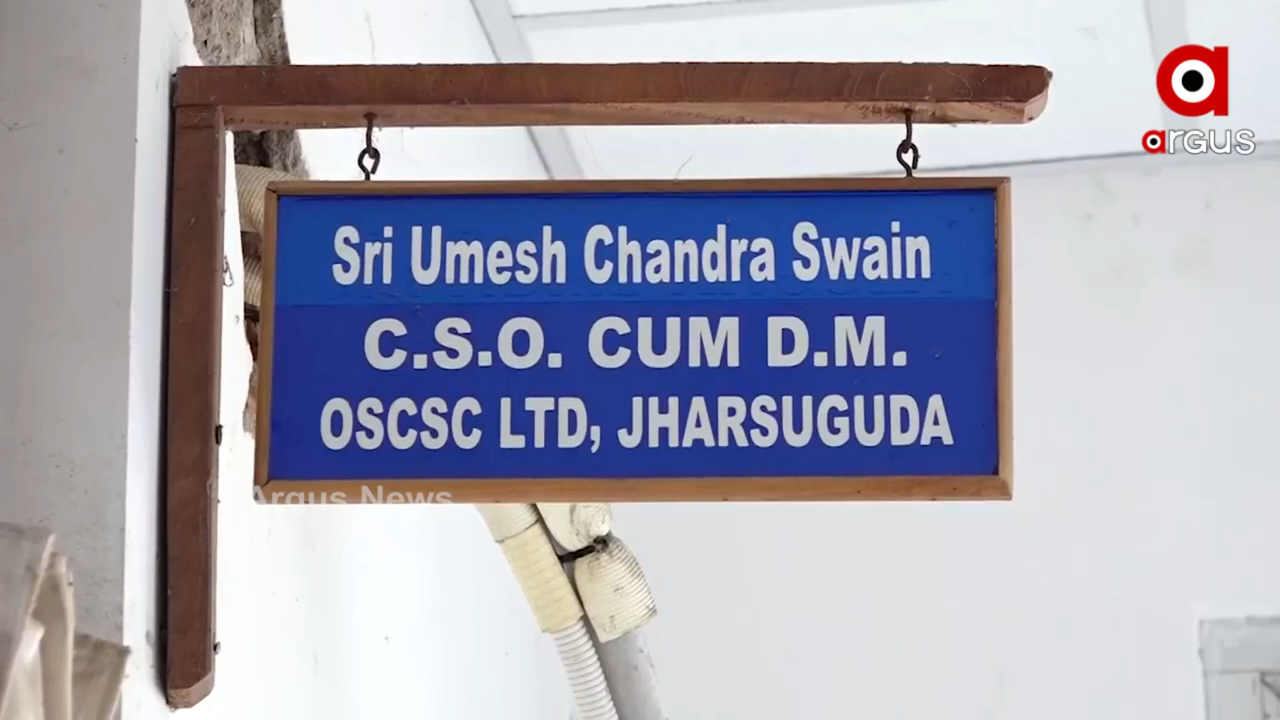 argus
Sri Umesh Chandra Swain
C.S.O. CUM D.M.
OSCSC LTD, JHARSUGUDA
Argus News